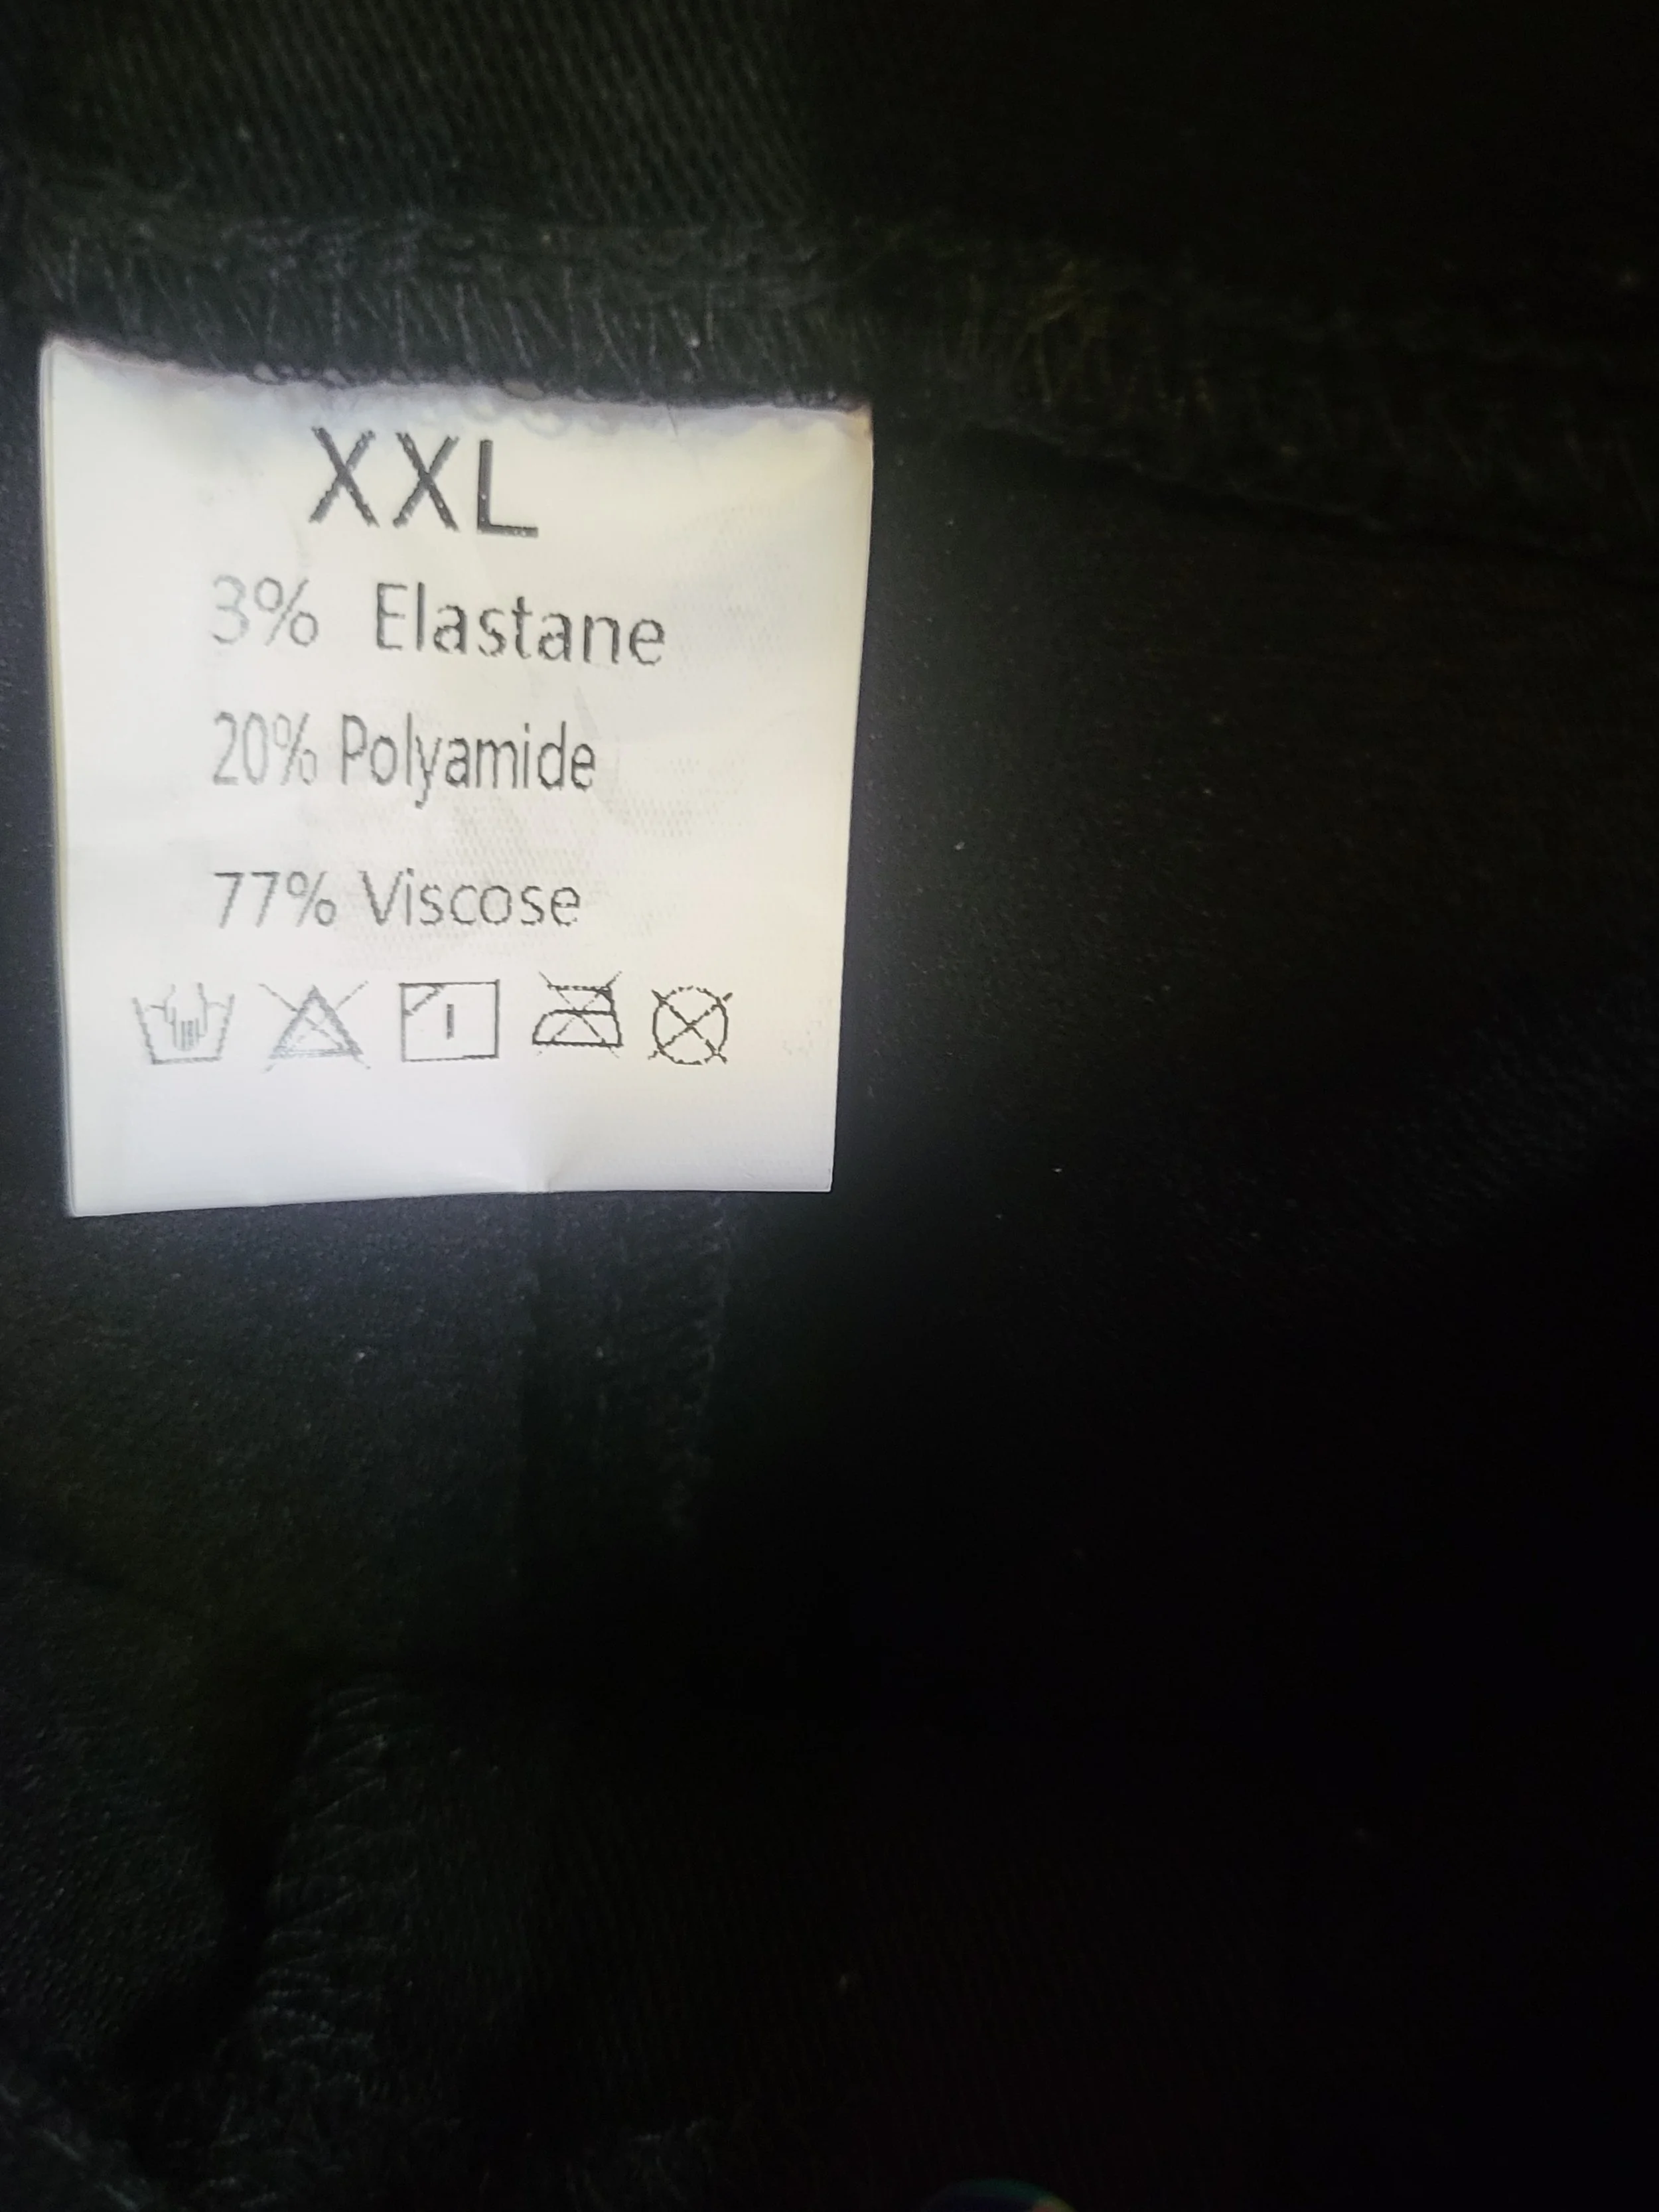 XXL
3% Elastane
20% Polyamide
77% Viscose